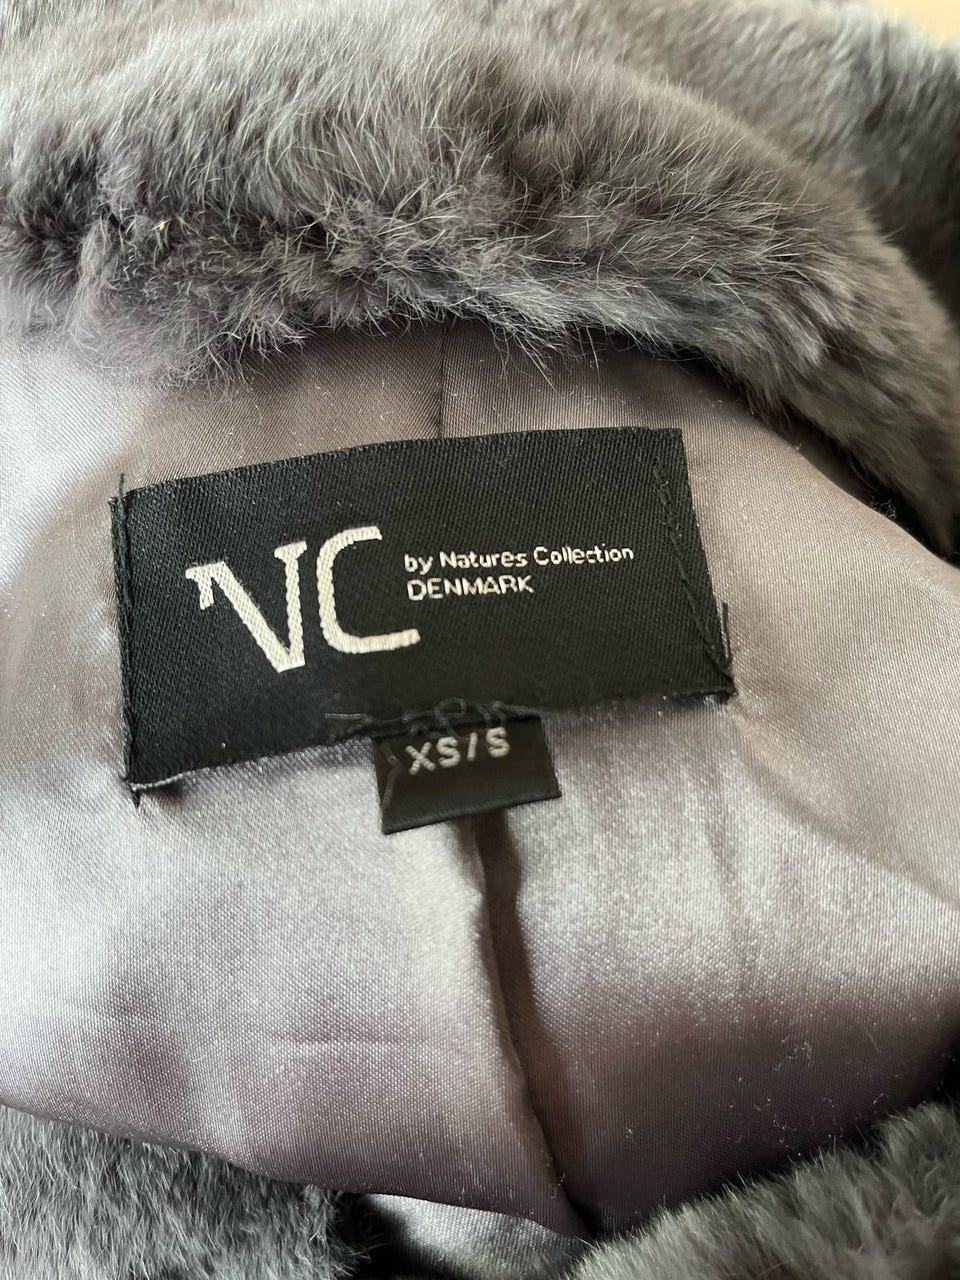 NC
by Natures Collection
DENMARK
XS/S